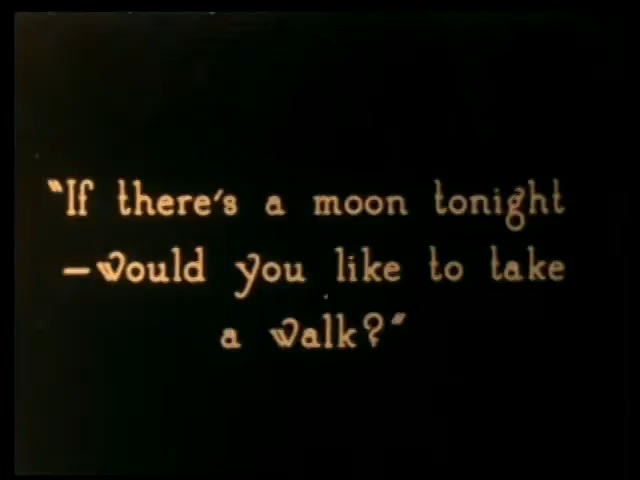 "If there's a moon tonight
—would you like to take
a walk?"